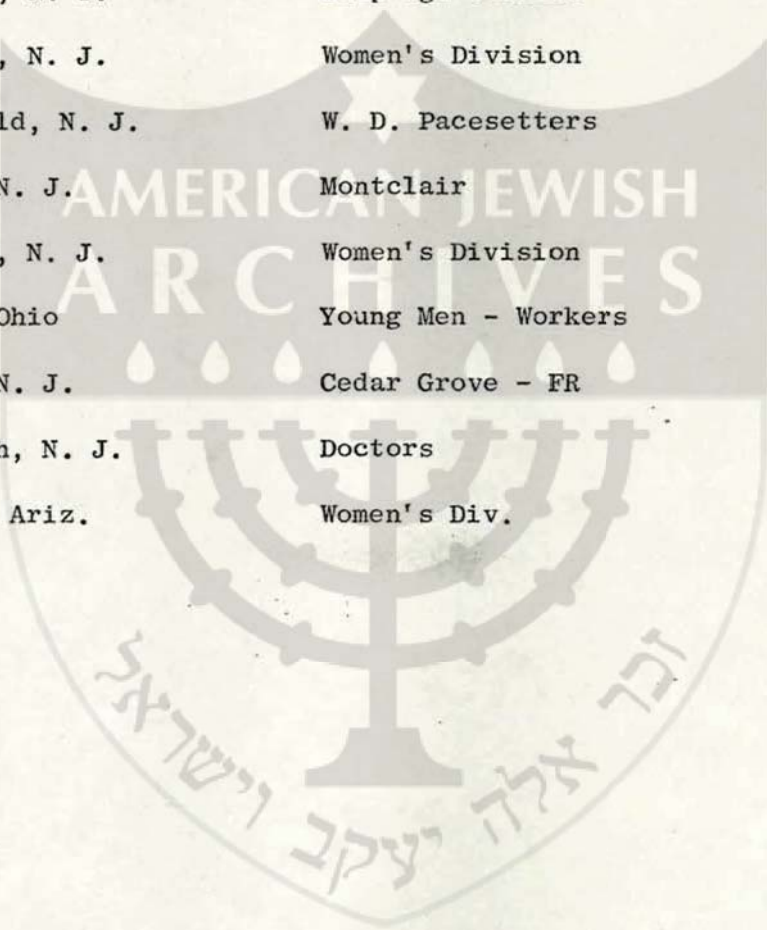 , N. J. Women's Division
ld, N. J. W. D. Pacesetters
N. J. Montclair
, N. J. Women's Division
Ohio Young Men - Workers
N. J. Cedar Grove - FR
h, N. J. Doctors
Ariz. Women's Div.
AMERICAN JEWISH
ARCHIVES
זכר אלה יעקב וישראל